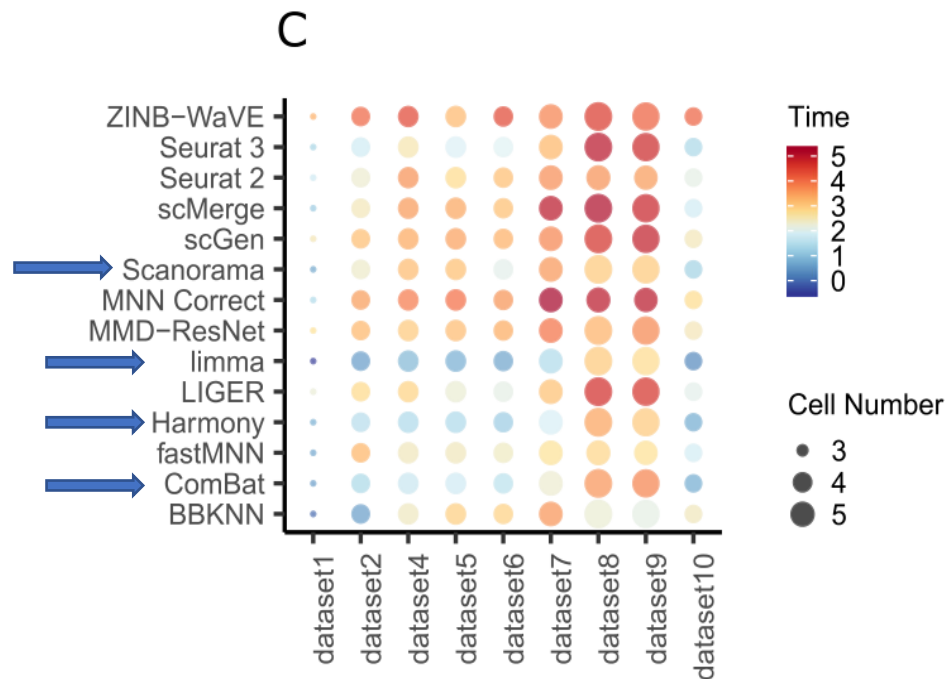 C
ZINB−WaVE
Seurat 3
Seurat 2
scMerge
scGen
Scanorama
MNN Correct
MMD−ResNet
limma
LIGER
Harmony
fastMNN
ComBat
BBKNN
dataset1
dataset2
dataset4
dataset5
dataset6
dataset7
dataset8
dataset9
dataset10
Time
5
4
3
2
1
0
Cell Number
3
4
5